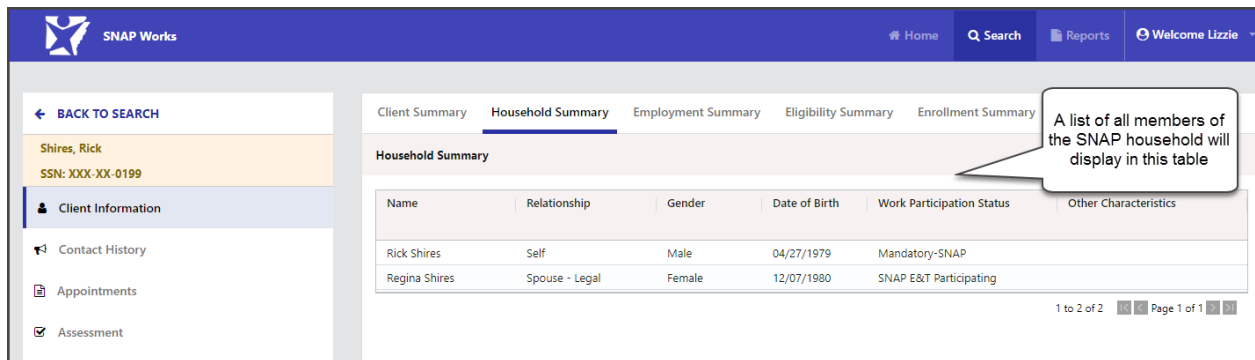 SNAP Works
Home Search Reports Welcome Lizzie
BACK TO SEARCH
Shires, Rick
SSN: XXX-XX-0199
Client Information
Contact History
Appointments
Assessment
Client Summary Household Summary Employment Summary Eligibility Summary Enrollment Summary
A list of all members of
the SNAP household will
display in this table
Household Summary
Name Relationship Gender Date of Birth Work Participation Status Other Characteristics
Rick Shires Self Male 04/27/1979 Mandatory-SNAP
Regina Shires Spouse - Legal Female 12/07/1980 SNAP E&T Participating
1 to 2 of 2 Page 1 of 1